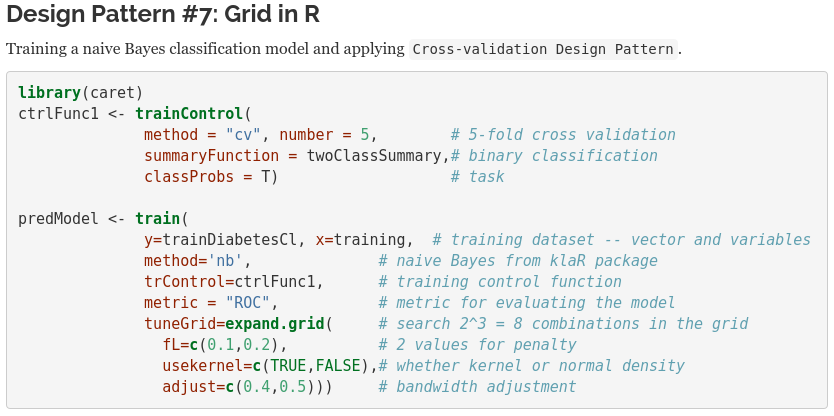 Design Pattern #7: Grid in R
Training a naive Bayes classification model and applying Cross-validation Design Pattern.
library(caret)
ctrlFunc1 <- trainControl(
              method = "cv", number = 5,        # 5-fold cross validation
              summaryFunction = twoClassSummary,# binary classification
              classProbs = T)                   # task

predModel <- train(
              y=trainDiabetesCl, x=training,  # training dataset -- vector and variables
              method='nb',              # naive Bayes from klaR package
              trControl=ctrlFunc1,      # training control function
              metric = "ROC",           # metric for evaluating the model
              tuneGrid=expand.grid(     # search 2^3 = 8 combinations in the grid
                fL=c(0.1,0.2),          # 2 values for penalty
                usekernel=c(TRUE,FALSE),# whether kernel or normal density
                adjust=c(0.4,0.5)))     # bandwidth adjustment